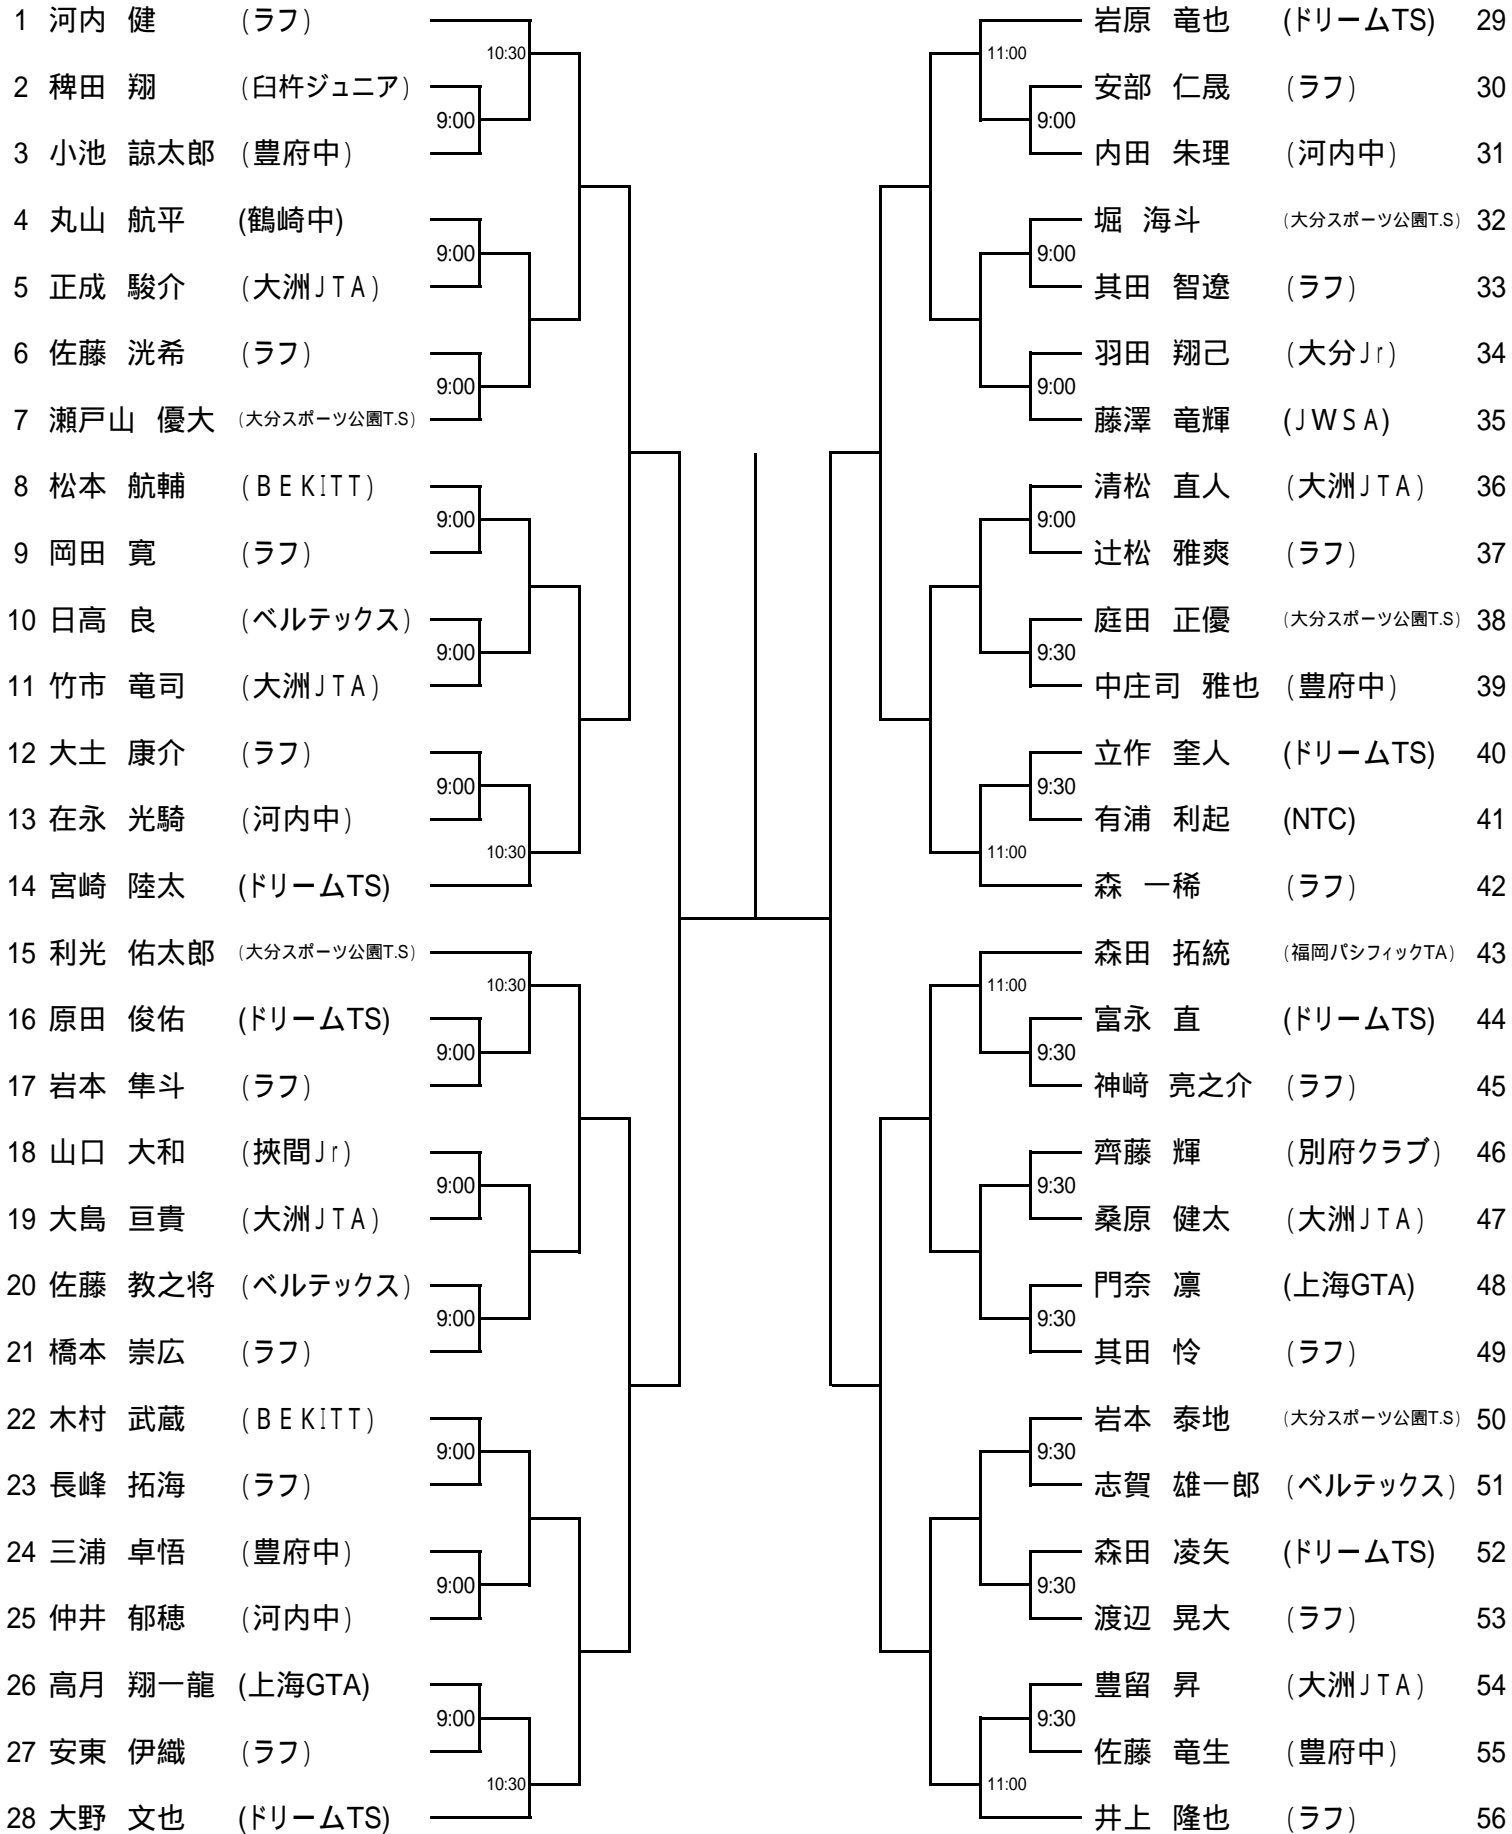 1 河内 健 (ラフ)
10:30
2 稗田 翔 (臼杵ジュニア)
9:00
3 小池 諒太郎 (豊府中)
4 丸山 航平 (鶴崎中)
9:00
5 正成 駿介 (大洲JTA)
6 佐藤 洸希 (ラフ)
9:00
7 瀬戸山 優大 (大分スポーツ公園T.S)
8 松本 航輔 (BEKITT)
9:00
9 岡田 寛 (ラフ)
10 日高 良 (ベルテックス)
9:00
11 竹市 竜司 (大洲JTA)
12 大土 康介 (ラフ)
9:00
13 在永 光騎 (河内中)
10:30
14 宮崎 陸太 (ドリームTS)
15 利光 佑太郎 (大分スポーツ公園T.S)
10:30
16 原田 俊佑 (ドリームTS)
9:00
17 岩本 隼斗 (ラフ)
18 山口 大和 (挾間Jr)
9:00
19 大島 亘貴 (大洲JTA)
20 佐藤 教之将 (ベルテックス)
9:00
21 橋本 崇広 (ラフ)
22 木村 武蔵 (BEKITT)
9:00
23 長峰 拓海 (ラフ)
24 三浦 卓悟 (豊府中)
9:00
25 仲井 郁穂 (河内中)
26 高月 翔一龍 (上海GTA)
9:00
27 安東 伊織 (ラフ)
10:30
28 大野 文也 (ドリームTS)
岩原 竜也 (ドリームTS) 29
11:00
安部 仁晟 (ラフ) 30
9:00
内田 朱理 (河内中) 31
堀 海斗 (大分スポーツ公園T.S) 32
9:00
其田 智遼 (ラフ) 33
羽田 翔己 (大分Jr) 34
9:00
藤澤 竜輝 (JWSA) 35
清松 直人 (大洲JTA) 36
9:00
辻松 雅爽 (ラフ) 37
庭田 正優 (大分スポーツ公園T.S) 38
9:30
中庄司 雅也 (豊府中) 39
立作 奎人 (ドリームTS) 40
9:30
有浦 利起 (NTC) 41
11:00
森 一稀 (ラフ) 42
森田 拓統 (福岡パシフィックTA) 43
11:00
富永 直 (ドリームTS) 44
9:30
神﨑 亮之介 (ラフ) 45
齊藤 輝 (別府クラブ) 46
9:30
桑原 健太 (大洲JTA) 47
門奈 凛 (上海GTA) 48
9:30
其田 怜 (ラフ) 49
岩本 泰地 (大分スポーツ公園T.S) 50
9:30
志賀 雄一郎 (ベルテックス) 51
森田 凌矢 (ドリームTS) 52
9:30
渡辺 晃大 (ラフ) 53
豊留 昇 (大洲JTA) 54
9:30
佐藤 竜生 (豊府中) 55
11:00
井上 隆也 (ラフ) 56